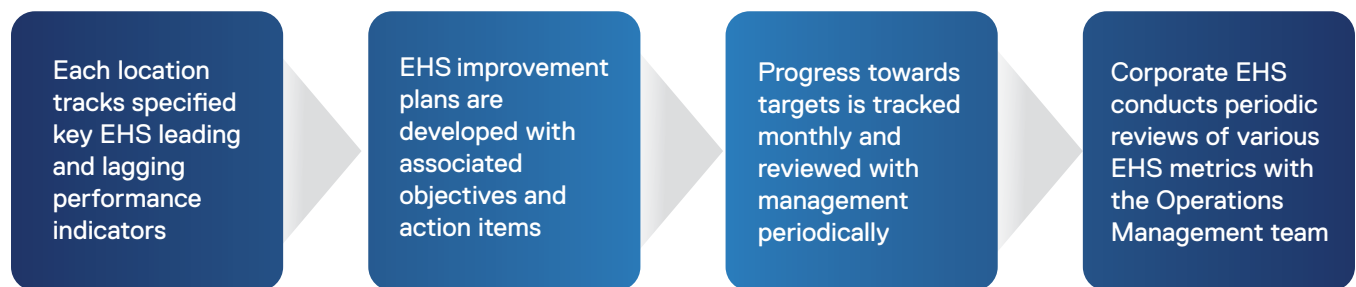 Each location
tracks specified
key EHS leading
and lagging
performance
indicators
EHS improvement
plans are
developed with
associated
objectives and
action items
Progress towards
targets is tracked
monthly and
reviewed with
management
periodically
Corporate EHS
conducts periodic
reviews of various
EHS metrics with
the Operations
Management team